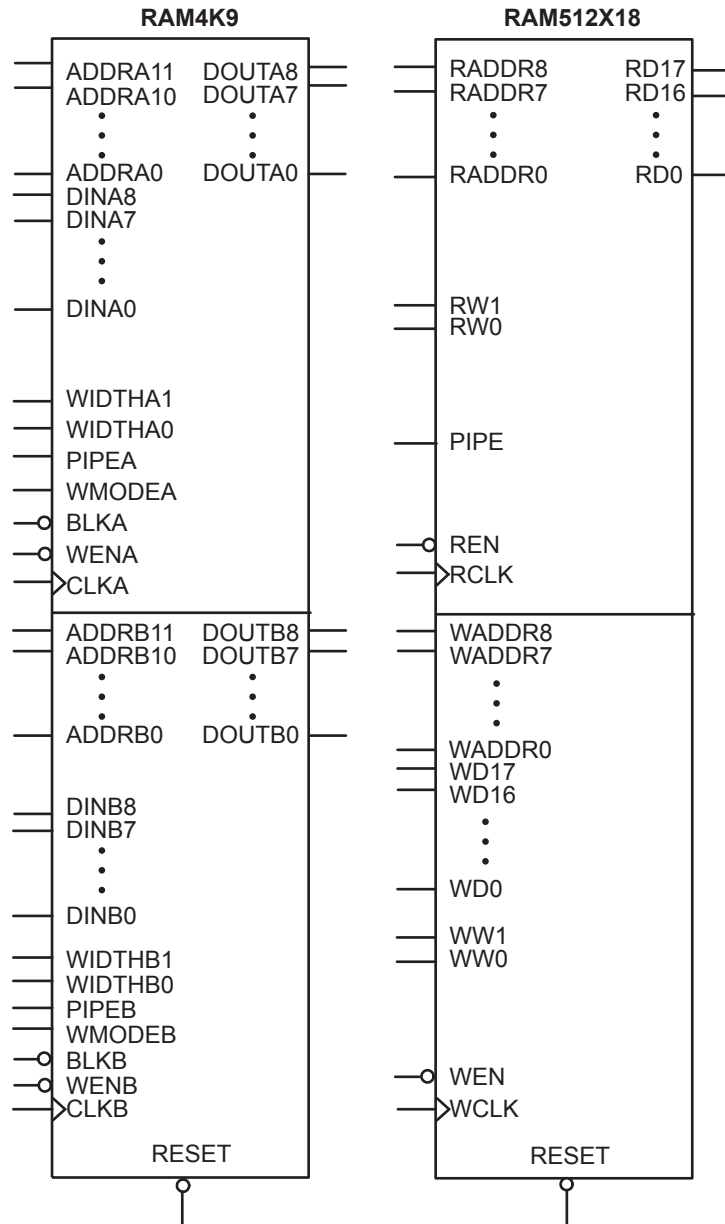 RAM4K9
ADDRA11 DOUTA8
ADDRA10 DOUTA7
ADDRA0 DOUTA0
DINA8
DINA7
DINA0
WIDTHA1
WIDTHA0
PIPEA
WMODEA
BLKA
WENA
CLKA
ADDRB11 DOUTB8
ADDRB10 DOUTB7
ADDRB0 DOUTB0
DINB8
DINB7
DINB0
WIDTHB1
WIDTHB0
PIPEB
WMODEB
BLKB
WENB
CLKB
RESET
RAM512X18
RADDR8 RD17
RADDR7 RD16
RADDR0 RD0
RW1
RW0
PIPE
REN
RCLK
WADDR8
WADDR7
WADDR0
WD17
WD16
WD0
WW1
WW0
WEN
WCLK
RESET